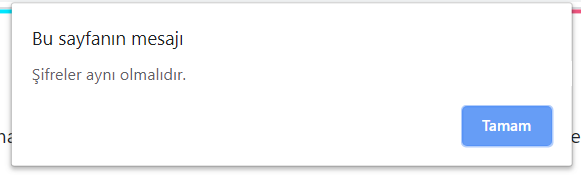 Bu sayfanın mesajı
Şifreler aynı olmalıdır.
Tamam